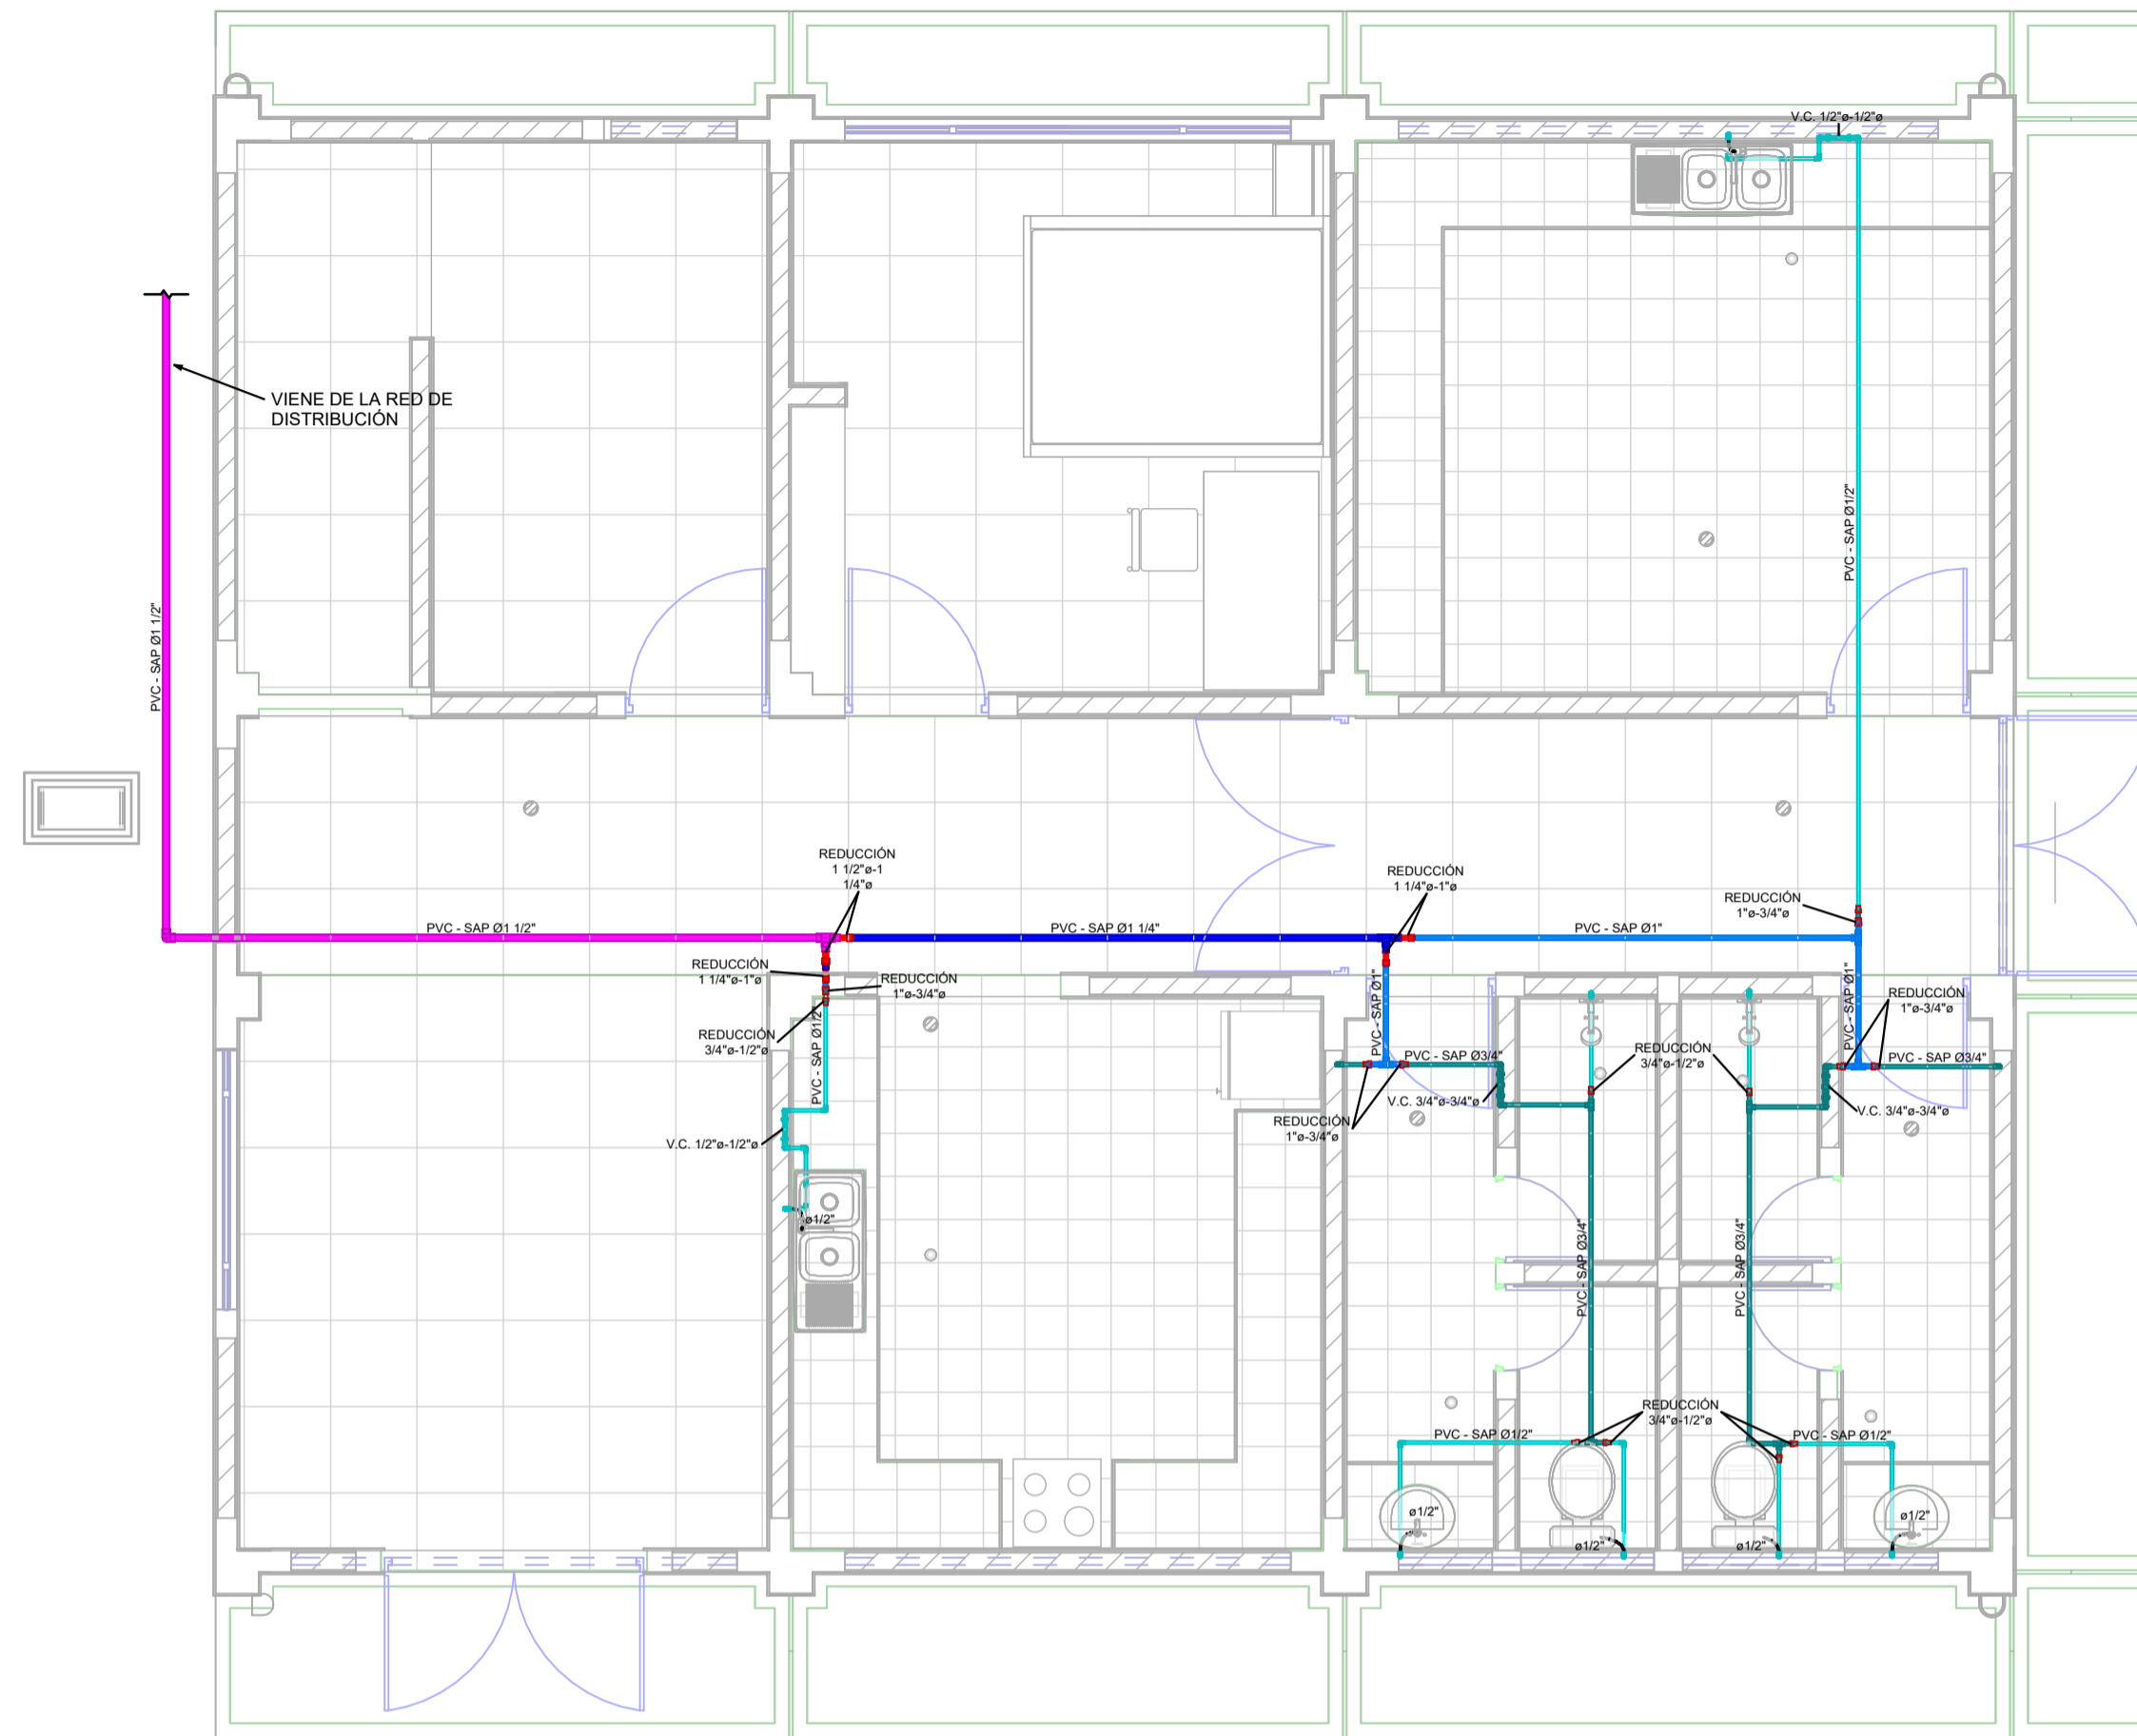 V.C. 1/2"ø-1/2"ø
VIENE DE LA RED DE
DISTRIBUCIÓN
PVC - SAP Ø1/2"
PVC - SAP Ø1 1/2"
REDUCCIÓN
1 1/2"ø-1
1/4"ø
REDUCCIÓN
1 1/4"ø-1"ø
REDUCCIÓN
1"ø-3/4"ø
PVC - SAP Ø1 1/2"
PVC - SAP Ø1 1/4"
PVC - SAP Ø1"
REDUCCIÓN
1 1/4"ø-1"ø
REDUCCIÓN
1"ø-3/4"ø
REDUCCIÓN
3/4"ø-1/2"ø
PVC - SAP Ø1/2"
PVC - SAP Ø1"
PVC - SAP Ø3/4"
REDUCCIÓN
3/4"ø-1/2"ø
PVC - SAP Ø1"
REDUCCIÓN
1"ø-3/4"ø
PVC - SAP Ø3/4"
V.C. 3/4"ø-3/4"ø
V.C. 3/4"ø-3/4"ø
REDUCCIÓN
1"ø-3/4"ø
V.C. 1/2"ø-1/2"ø
ø1/2"
PVC - SAP Ø3/4"
PVC - SAP Ø3/4"
REDUCCIÓN
3/4"ø-1/2"ø
PVC - SAP Ø1/2"
PVC - SAP Ø1/2"
ø1/2"
ø1/2"
ø1/2"
ø1/2"